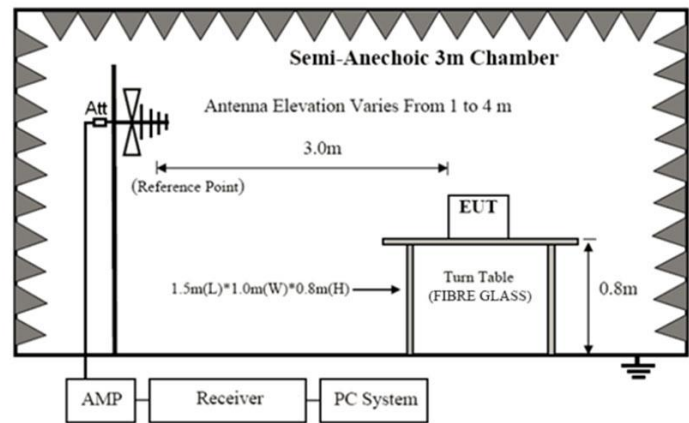 Semi-Anechoic 3m Chamber
Att
Antenna Elevation Varies From 1 to 4 m
3.0m
(Reference Point)
EUT
1.5m(L)*1.0m(W)*0.8m(H)
Turn Table
(FIBRE GLASS)
0.8m
AMP
Receiver
PC System